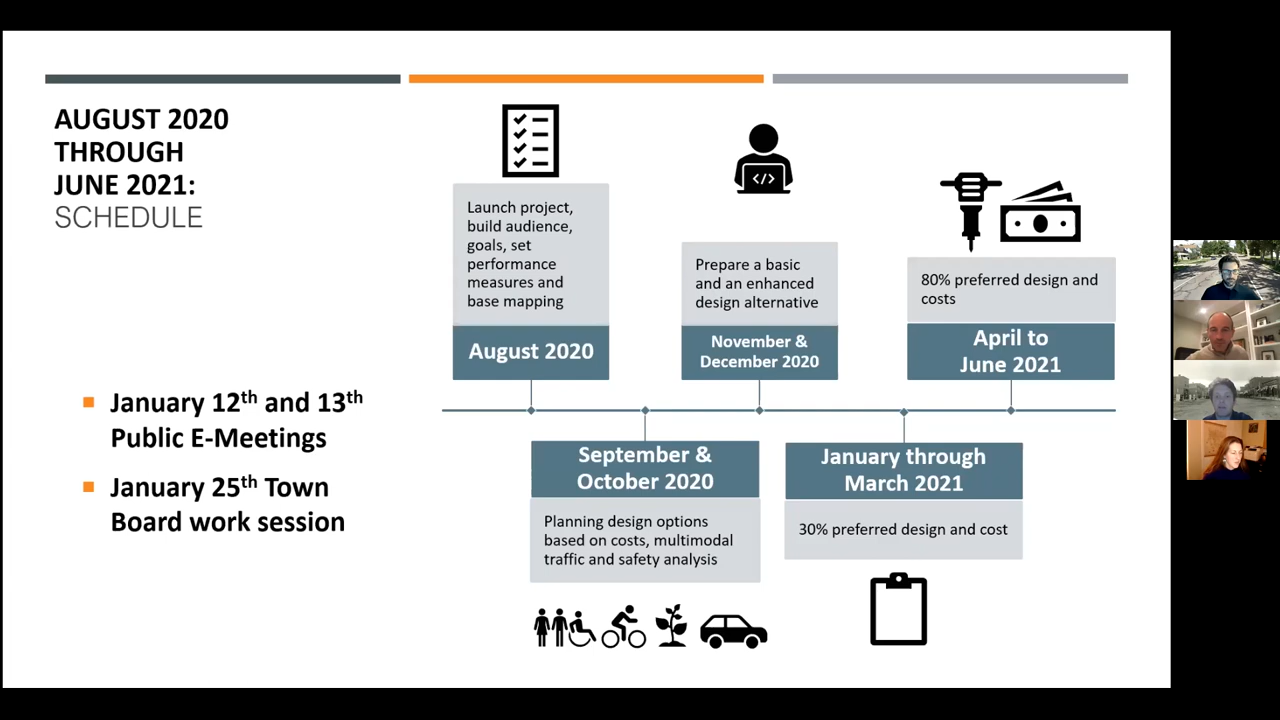 AUGUST 2020
THROUGH
JUNE 2021:
SCHEDULE
January 12th and 13th
Public E-Meetings
January 25th Town
Board work session
Launch project,
build audience,
goals, set
performance
measures and
base mapping
August 2020
September &
October 2020
Planning design options
based on costs, multimodal
traffic and safety analysis
</>
Prepare a basic
and an enhanced
design alternative
November &
December 2020
January through
March 2021
30% preferred design and cost
80% preferred design and
costs
April to
June 2021